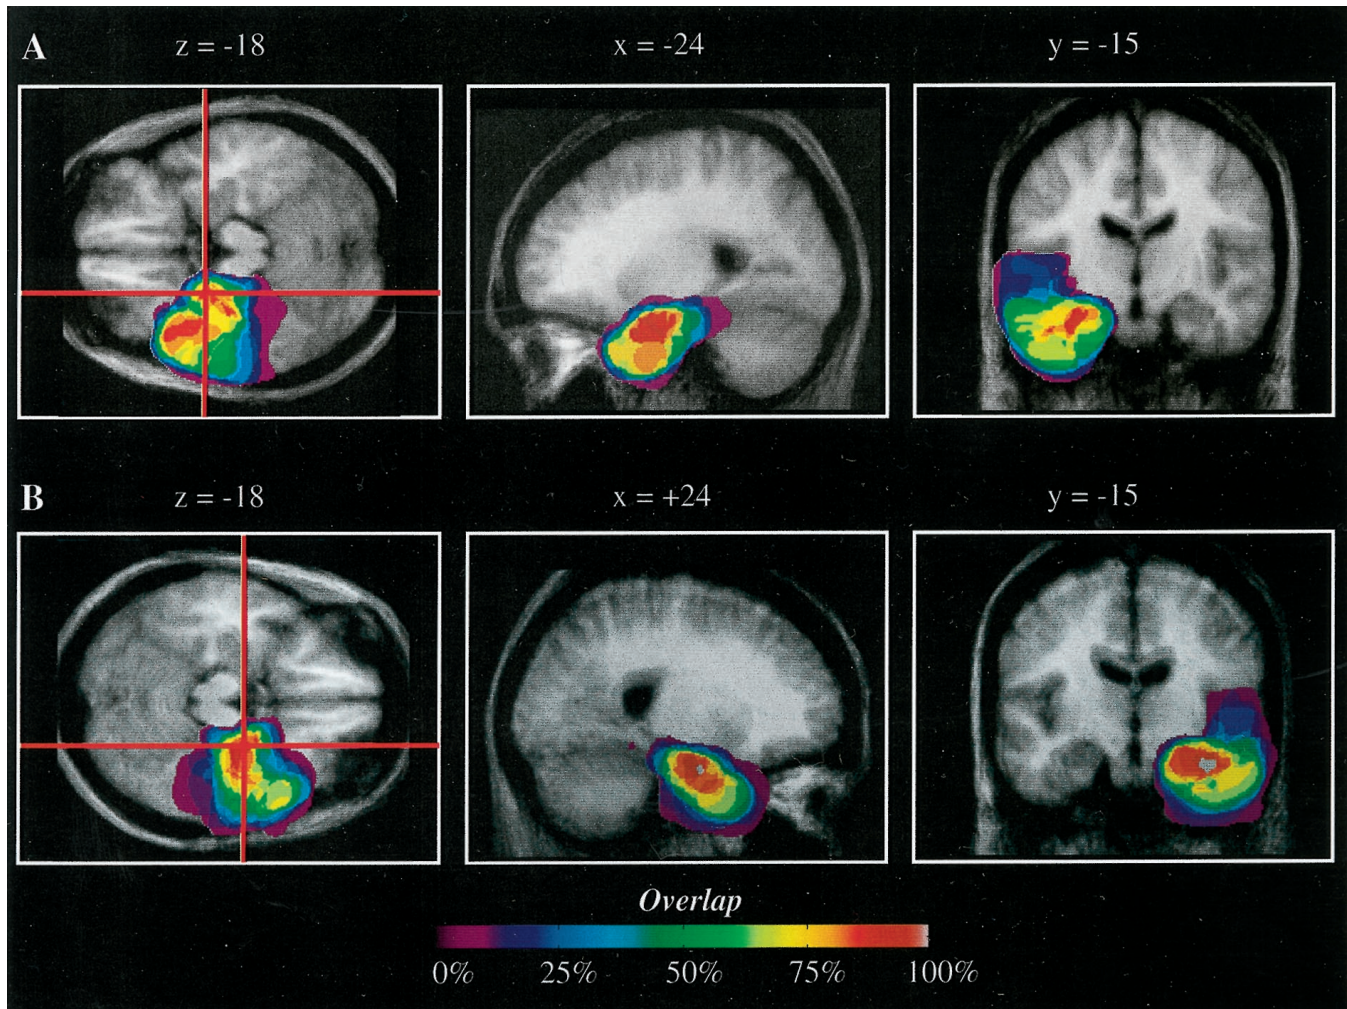 A z = -18 x = -24 y = -15
B z = -18 x = +24 y = -15
Overlap
0% 25% 50% 75% 100%